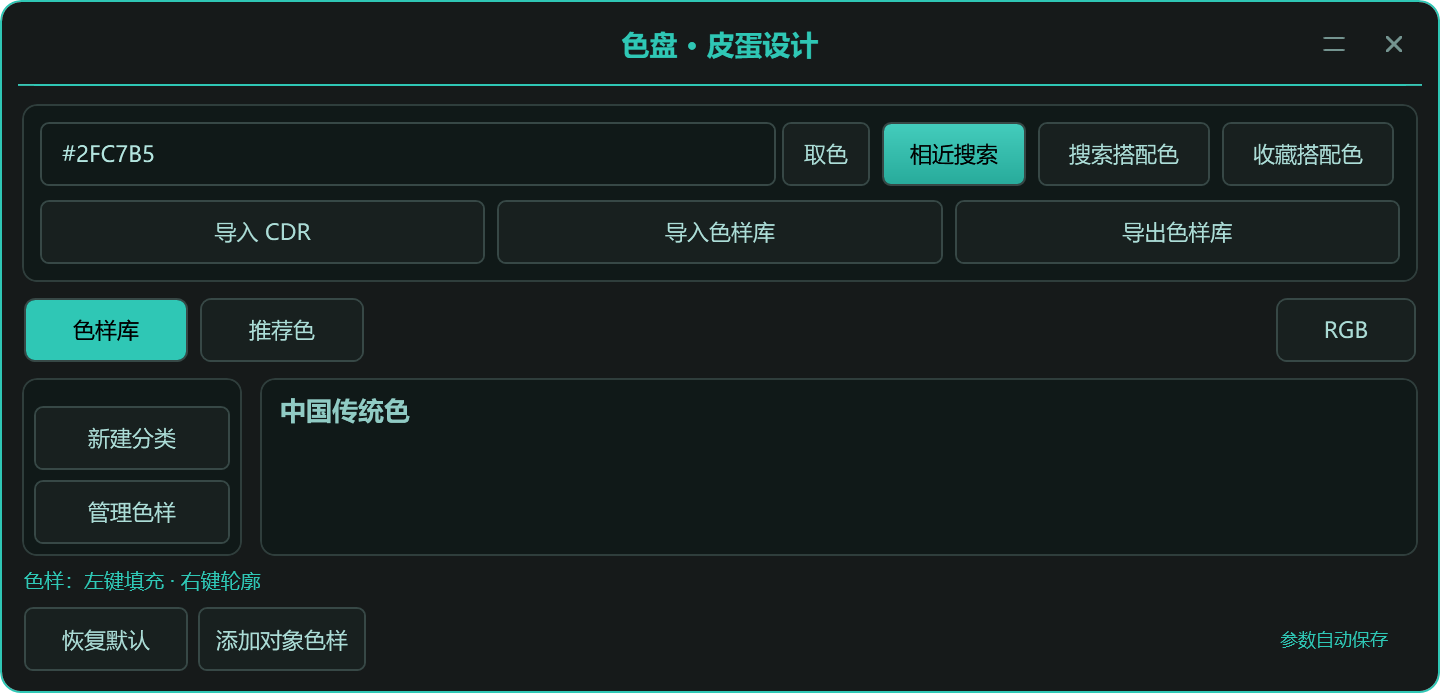 色盘·皮蛋设计
#2FC7B5
取色
相近搜索
搜索搭配色
收藏搭配色
导入 CDR
导入色样库
导出色样库
色样库
推荐色
RGB
新建分类
管理色样
中国传统色
色样：左键填充 · 右键轮廓
恢复默认
添加对象色样
参数自动保存